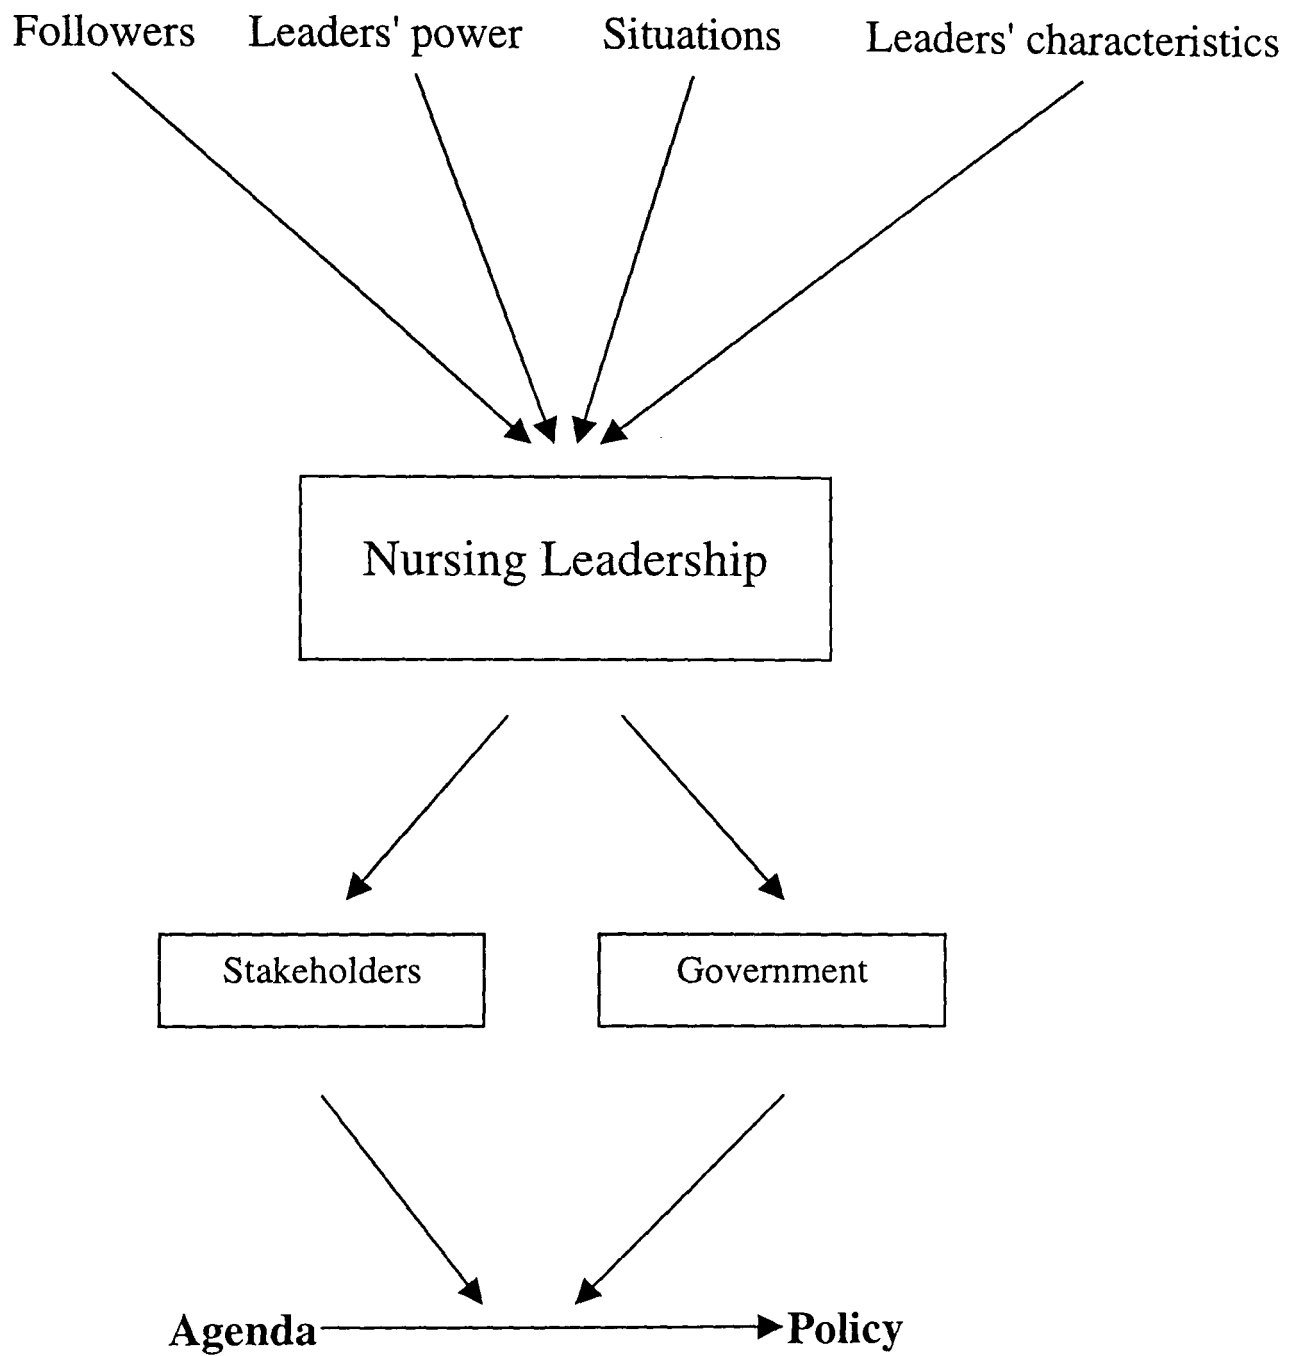 Followers Leaders' power Situations Leaders' characteristics
Nursing Leadership
Stakeholders Government
Agenda Policy